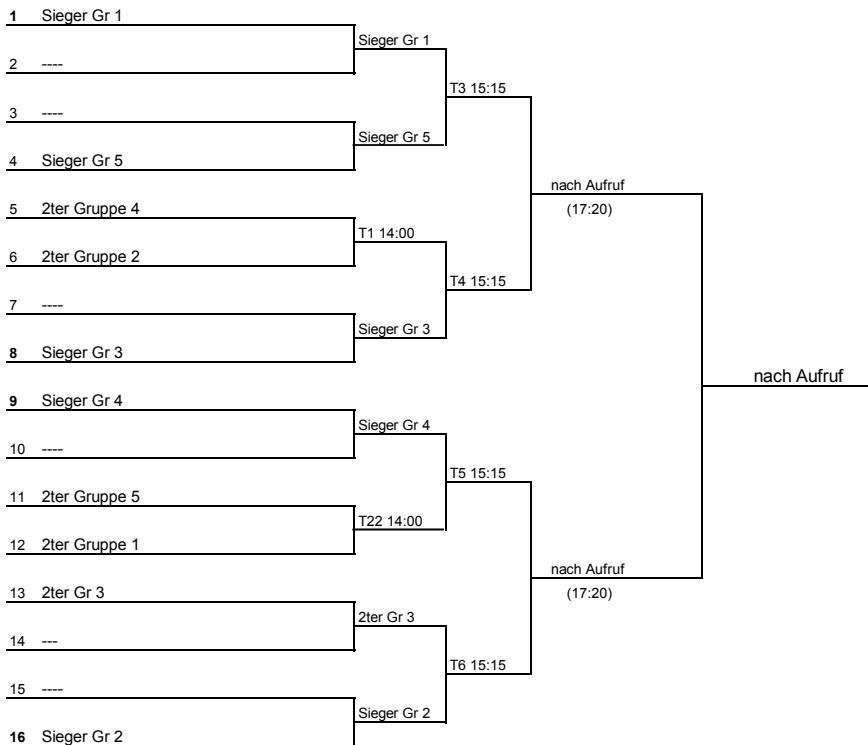 1 Sieger Gr 1
Sieger Gr 1
2 ----
T3 15:15
3 ----
Sieger Gr 5
4 Sieger Gr 5
nach Aufruf
5 2ter Gruppe 4
(17:20)
T1 14:00
6 2ter Gruppe 2
T4 15:15
7 ----
Sieger Gr 3
8 Sieger Gr 3
nach Aufruf
9 Sieger Gr 4
Sieger Gr 4
10 ----
T5 15:15
11 2ter Gruppe 5
T22 14:00
12 2ter Gruppe 1
nach Aufruf
13 2ter Gr 3
(17:20)
2ter Gr 3
14 ---
T6 15:15
15 ----
Sieger Gr 2
16 Sieger Gr 2